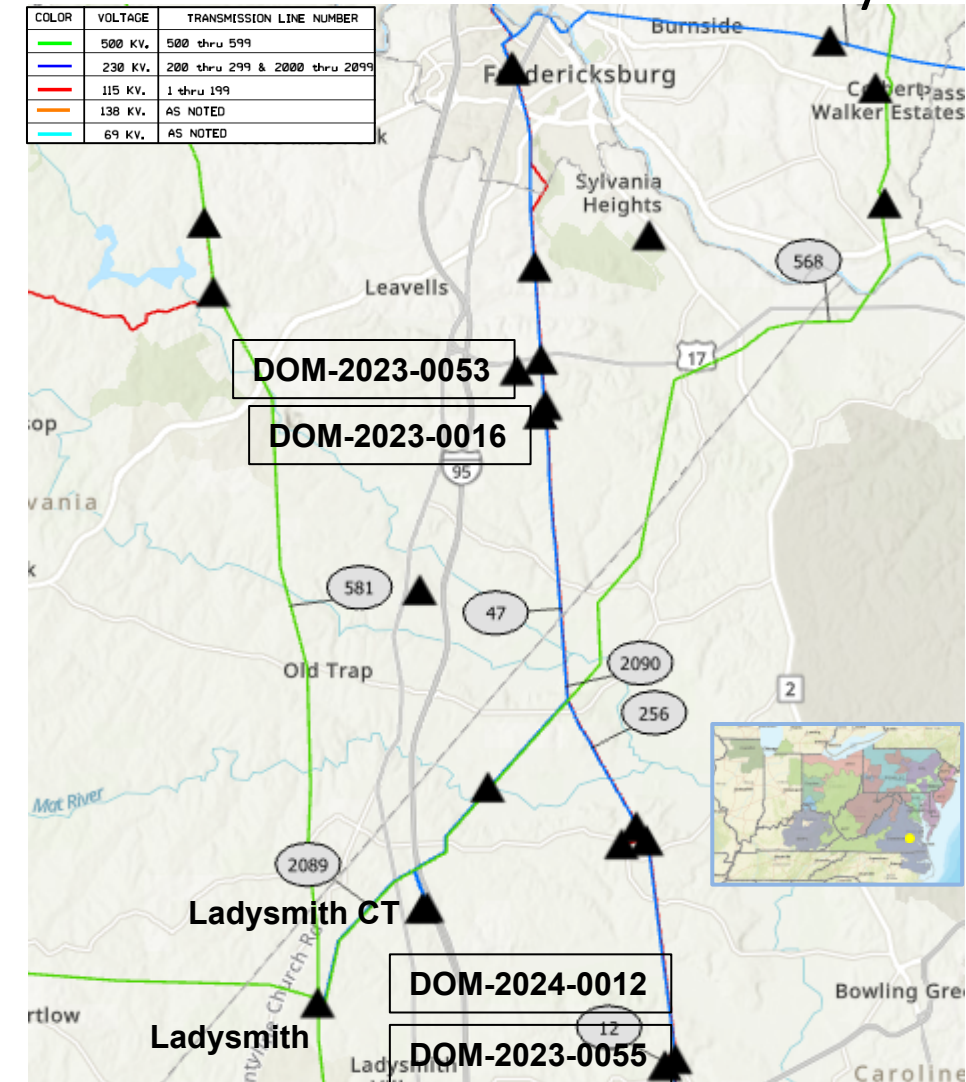 COLOR VOLTAGE TRANSMISSION LINE NUMBER
500 KV. 500 thru 599
230 KV. 200 thru 299 & 2000 thru 2099
115 KV. 1 thru 199
138 KV. AS NOTED
69 KV. AS NOTED
Burnside
Fredericksburg
Walker Estates
Sylvania
Heights
568
Leavells
17
DOM-2023-0053
DOM-2023-0016
95
581
47
Old Trap
2090
2
256
Mat River
2089
Ladysmith CT
DOM-2024-0012
Bowling Gree
12
Ladysmith
DOM-2023-0055
Ladysmith
Caroline